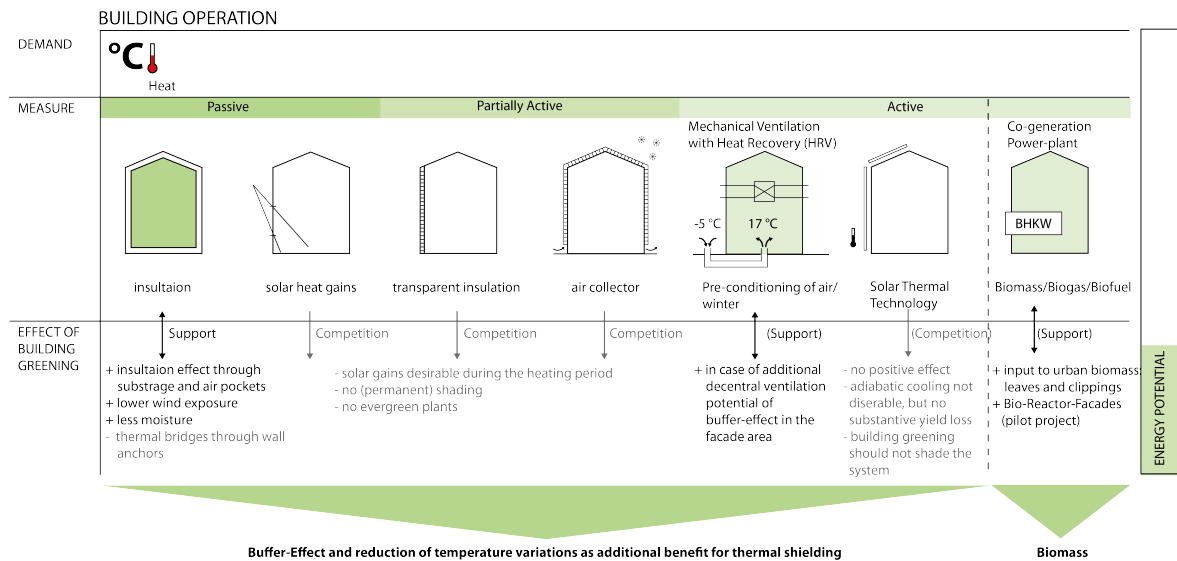 BUILDING OPERATION
DEMAND
°C
Heat
MEASURE
Passive
Partially Active
Active
Mechanical Ventilation
with Heat Recovery (HRV)
Co-generation
Power-plant
-5 °C
17 °C
BHKW
insultaion
solar heat gains
transparent insulation
air collector
Pre-conditioning of air/
winter
Solar Thermal
Technology
Biomass/Biogas/Biofuel
EFFECT OF
BUILDING
GREENING
Support
Competition
Competition
Competition
(Support)
(Competition)
(Support)
+ insultaion effect through
substrage and air pockets
+ lower wind exposure
+ less moisture
- thermal bridges through wall
anchors
- solar gains desirable during the heating period
- no (permanent) shading
- no evergreen plants
+ in case of additional
decentral ventilation
potential of
buffer-effect in the
facade area
- no positive effect
- adiabatic cooling not
diserable, but no
substantive yield loss
- building greening
should not shade the
system
+ input to urban biomass:
leaves and clippings
+ Bio-Reactor-Facades
(pilot project)
ENERGY POTENTIAL
Buffer-Effect and reduction of temperature variations as additional benefit for thermal shielding
Biomass